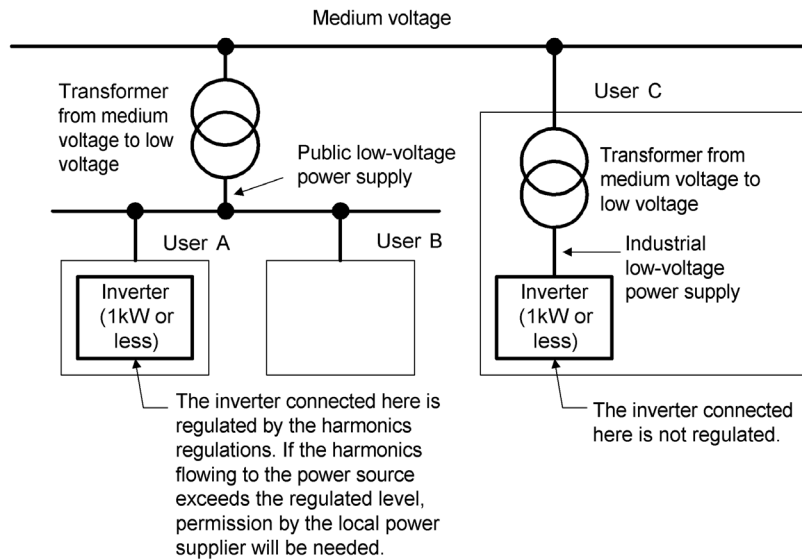 Medium voltage
Transformer
from medium
voltage to low
voltage
Public low-voltage
power supply
User A
User B
Inverter
(1kW or
less)
The inverter connected here is
regulated by the harmonics
regulations. If the harmonics
flowing to the power source
exceeds the regulated level,
permission by the local power
supplier will be needed.
User C
Transformer from
medium voltage to
low voltage
Industrial
low-voltage
power supply
Inverter
(1kW or
less)
The inverter connected
here is not regulated.